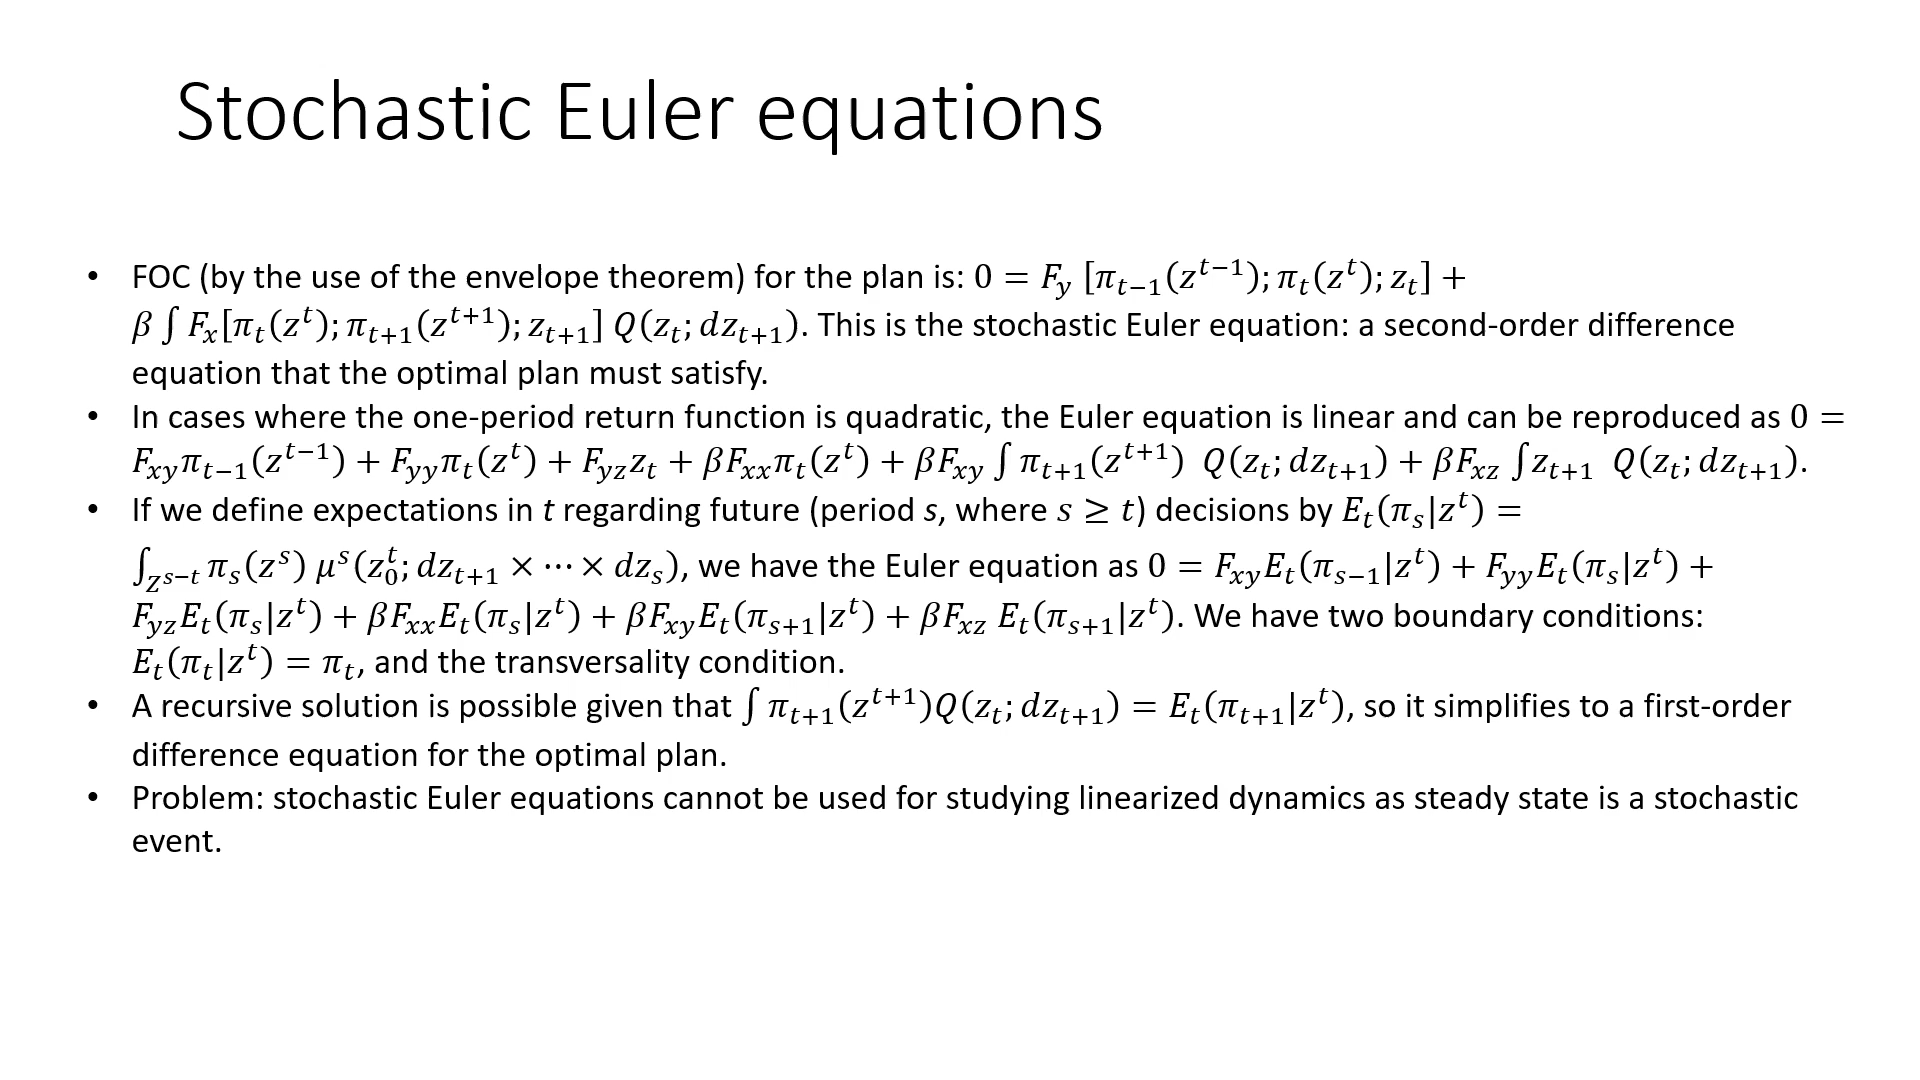 Stochastic Euler equations
• FOC (by the use of the envelope theorem) for the plan is: 0 = F_y [π_{t−1}(z^{t−1}); π_t(z^t); z_t] +
β ∫ F_x[π_t(z^t); π_{t+1}(z^{t+1}); z_{t+1}] Q(z_t; dz_{t+1}). This is the stochastic Euler equation: a second-order difference
equation that the optimal plan must satisfy.
• In cases where the one-period return function is quadratic, the Euler equation is linear and can be reproduced as 0 =
F_{xy}π_{t−1}(z^{t−1}) + F_{yy}π_t(z^t) + F_{yz}z_t + βF_{xx}π_t(z^t) + βF_{xy} ∫ π_{t+1}(z^{t+1}) Q(z_t; dz_{t+1}) + βF_{xz} ∫ z_{t+1} Q(z_t; dz_{t+1}).
• If we define expectations in t regarding future (period s, where s ≥ t) decisions by E_t(π_s|z^t) =
∫_{Z^{s−t}} π_s(z^s) μ^s(z_0^t; dz_{t+1} × ⋯ × dz_s), we have the Euler equation as 0 = F_{xy}E_t(π_{s−1}|z^t) + F_{yy}E_t(π_s|z^t) +
F_{yz}E_t(π_s|z^t) + βF_{xx}E_t(π_s|z^t) + βF_{xy}E_t(π_{s+1}|z^t) + βF_{xz} E_t(π_{s+1}|z^t). We have two boundary conditions:
E_t(π_t|z^t) = π_t, and the transversality condition.
• A recursive solution is possible given that ∫ π_{t+1}(z^{t+1})Q(z_t; dz_{t+1}) = E_t(π_{t+1}|z^t), so it simplifies to a first-order
difference equation for the optimal plan.
• Problem: stochastic Euler equations cannot be used for studying linearized dynamics as steady state is a stochastic
event.